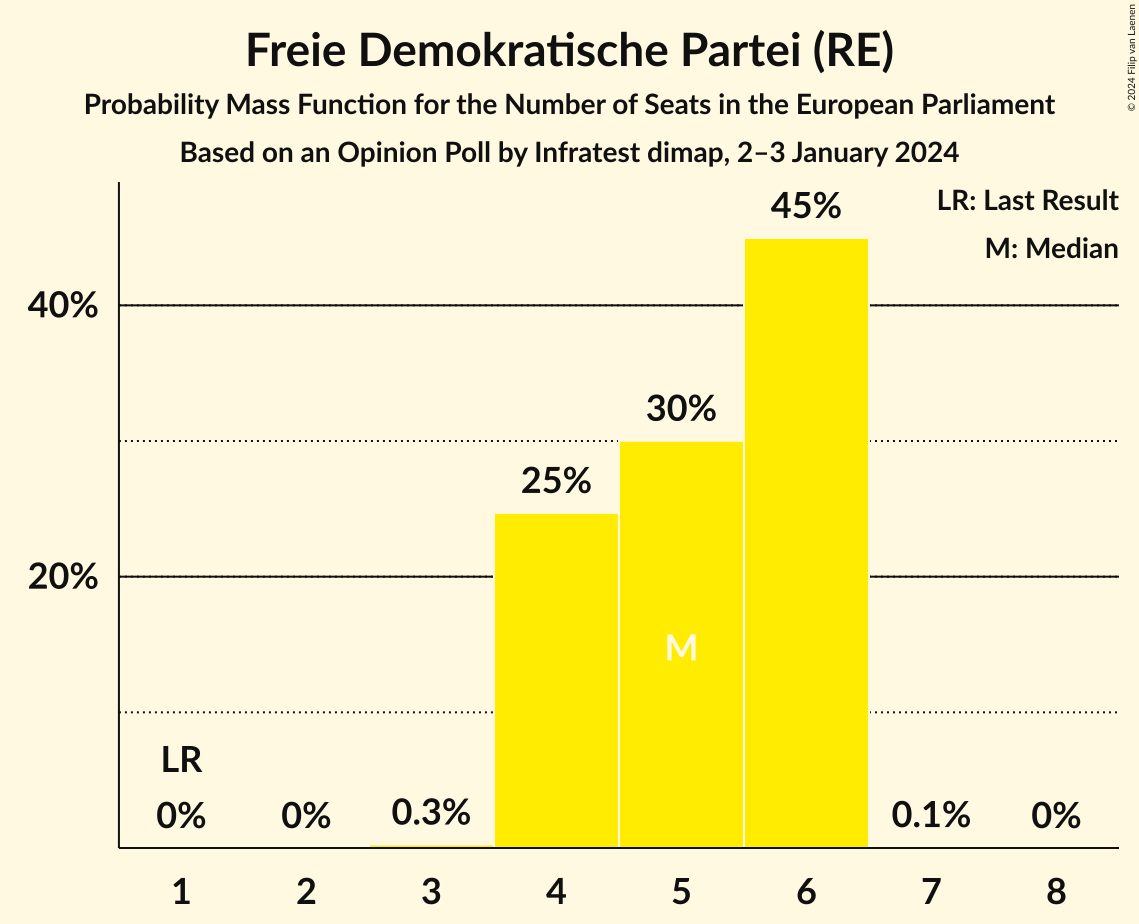 Freie Demokratische Partei (RE)
Probability Mass Function for the Number of Seats in the European Parliament
Based on an Opinion Poll by Infratest dimap, 2–3 January 2024
© 2024 Filip van Laenen
LR: Last Result
M: Median
45%
40%
30%
25%
20%
M
LR
0% 0% 0.3% 0.1% 0%
1 2 3 4 5 6 7 8